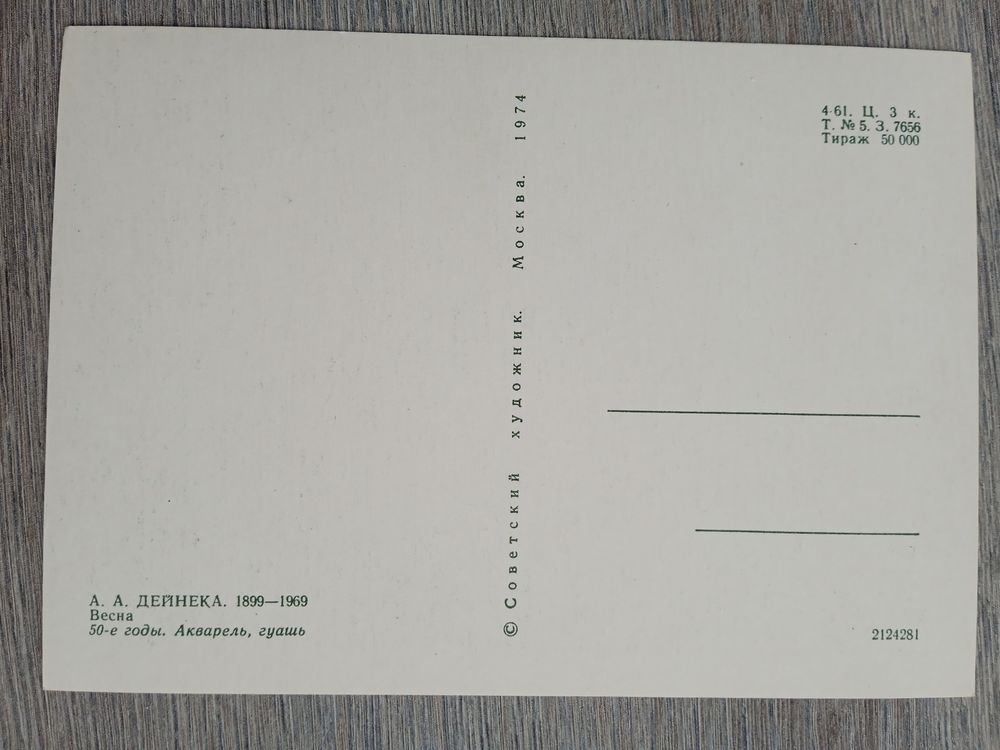 А. А. ДЕЙНЕКА. 1899—1969
Весна
50-е годы. Акварель, гуашь
© Советский художник. Москва. 1974
4-61. Ц. 3 к.
Т. № 5. З. 7656
Тираж 50 000
2124281